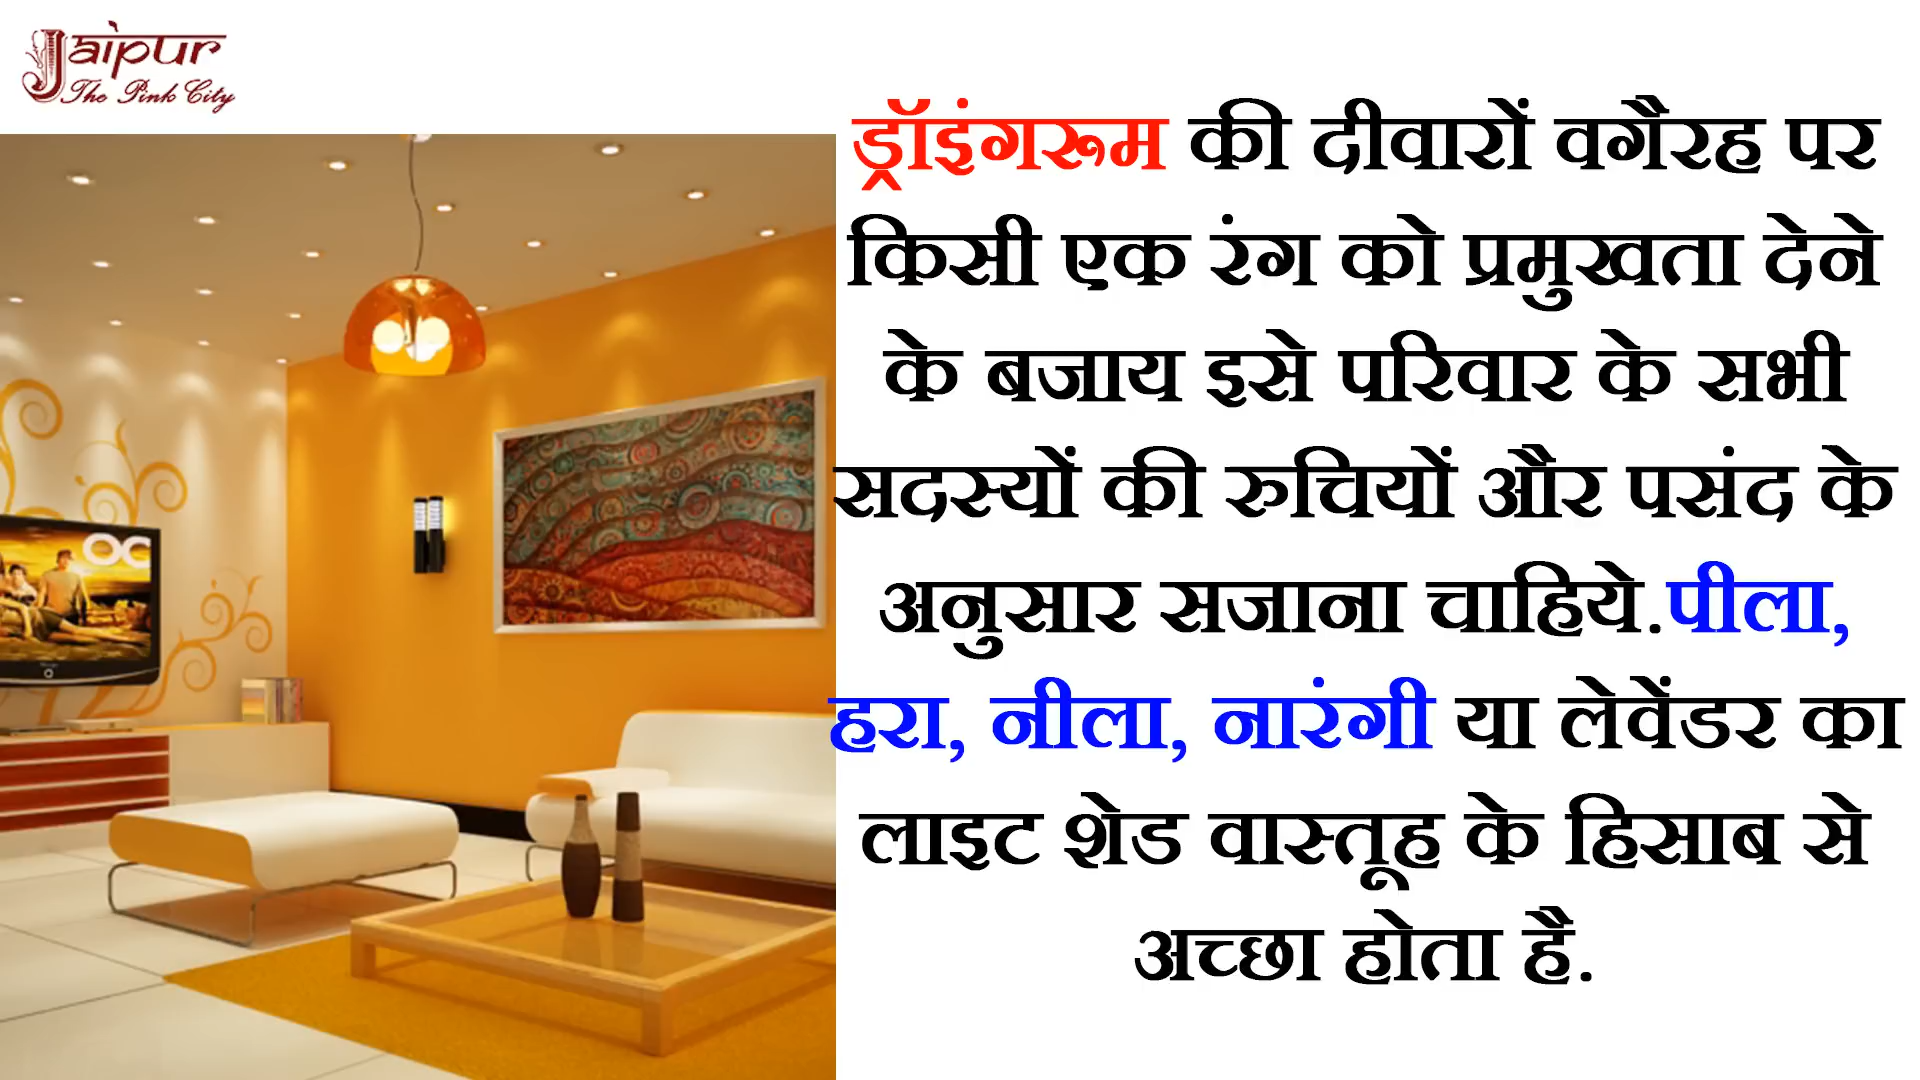 Jaipur
The Pink City
ड्रॉइंगरूम की दीवारों वगैरह पर
किसी एक रंग को प्रमुखता देने
के बजाय इसे परिवार के सभी
सदस्यों की रुचियों और पसंद के
अनुसार सजाना चाहिये.पीला,
हरा, नीला, नारंगी या लेवेंडर का
लाइट शेड वास्तूह के हिसाब से
अच्छा होता है.
OC